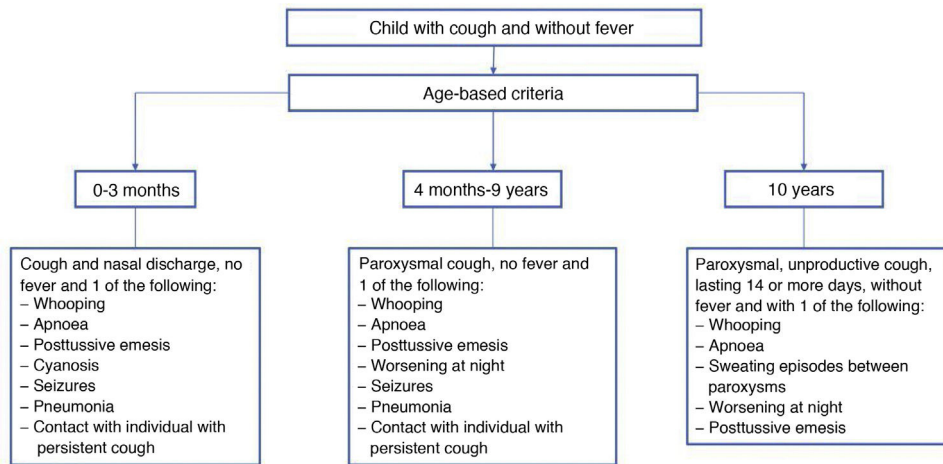 Child with cough and without fever
Age-based criteria
0-3 months
4 months-9 years
10 years
Cough and nasal discharge, no
fever and 1 of the following:
– Whooping
– Apnoea
– Posttussive emesis
– Cyanosis
– Seizures
– Pneumonia
– Contact with individual with
persistent cough
Paroxysmal cough, no fever and
1 of the following:
– Whooping
– Apnoea
– Posttussive emesis
– Worsening at night
– Seizures
– Pneumonia
– Contact with individual with
persistent cough
Paroxysmal, unproductive cough,
lasting 14 or more days, without
fever and with 1 of the following:
– Whooping
– Apnoea
– Sweating episodes between
paroxysms
– Worsening at night
– Posttussive emesis